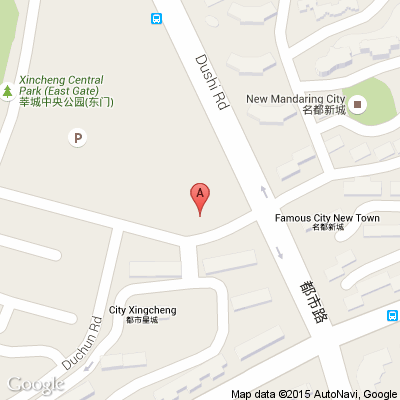 Dushi Rd
Xincheng Central
Park (East Gate)
莘城中央公园(东门)
New Mandaring City
名都新城
P
A
Famous City New Town
名都新城
都市路
City Xingcheng
都市星城
Duchun Rd
Google
Map data ©2015 AutoNavi, Google